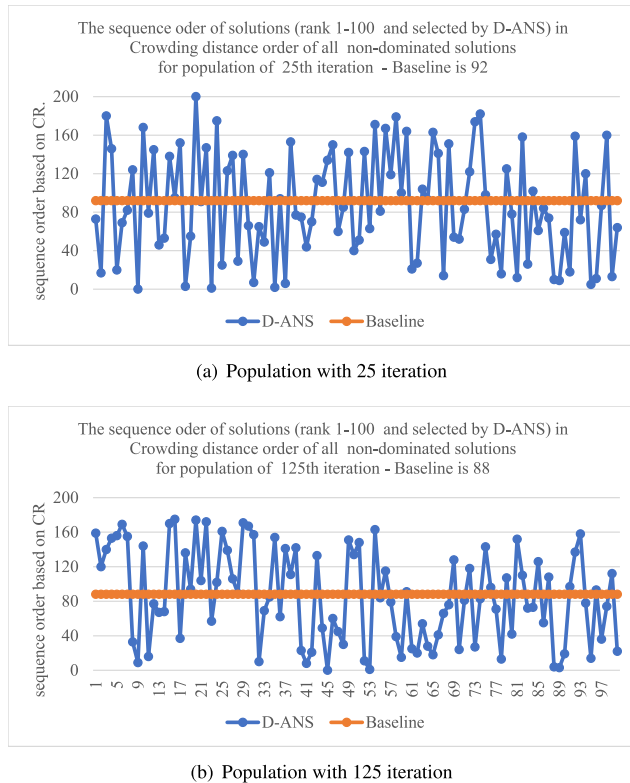 The sequence oder of solutions (rank 1-100 and selected by D-ANS) in
Crowding distance order of all non-dominated solutions
for population of 25th iteration - Baseline is 92
sequence order based on CR.
200
160
120
80
40
0
D-ANS
Baseline
(a) Population with 25 iteration
The sequence oder of solutions (rank 1-100 and selected by D-ANS) in
Crowding distance order of all non-dominated solutions
for population of 125th iteration - Baseline is 88
sequence order based on CR
200
160
120
80
40
0
1 5 9 13 17 21 25 29 33 37 41 45 49 53 57 61 65 69 73 77 81 85 89 93 97
D-ANS
Baseline
(b) Population with 125 iteration